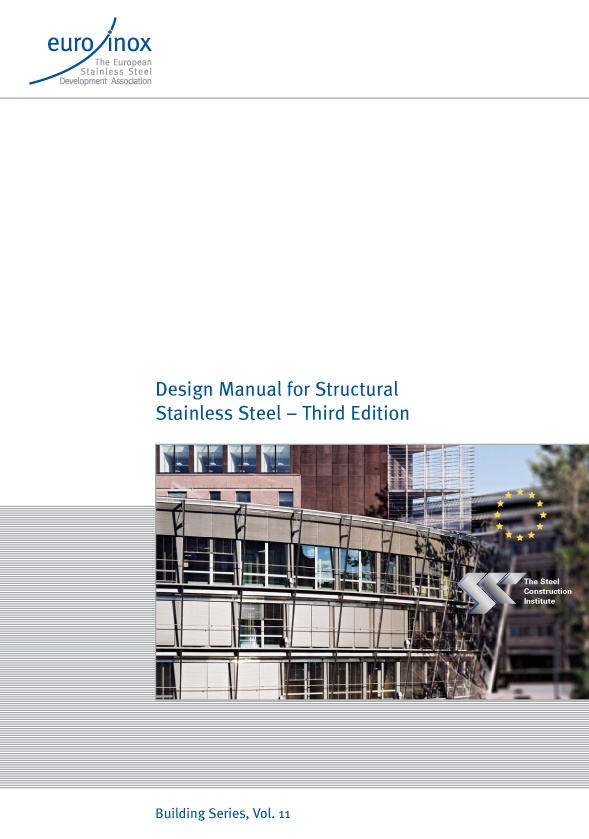 euro inox
The European
Stainless Steel
Development Association
Design Manual for Structural
Stainless Steel – Third Edition
The Steel
Construction
Institute
Building Series, Vol. 11